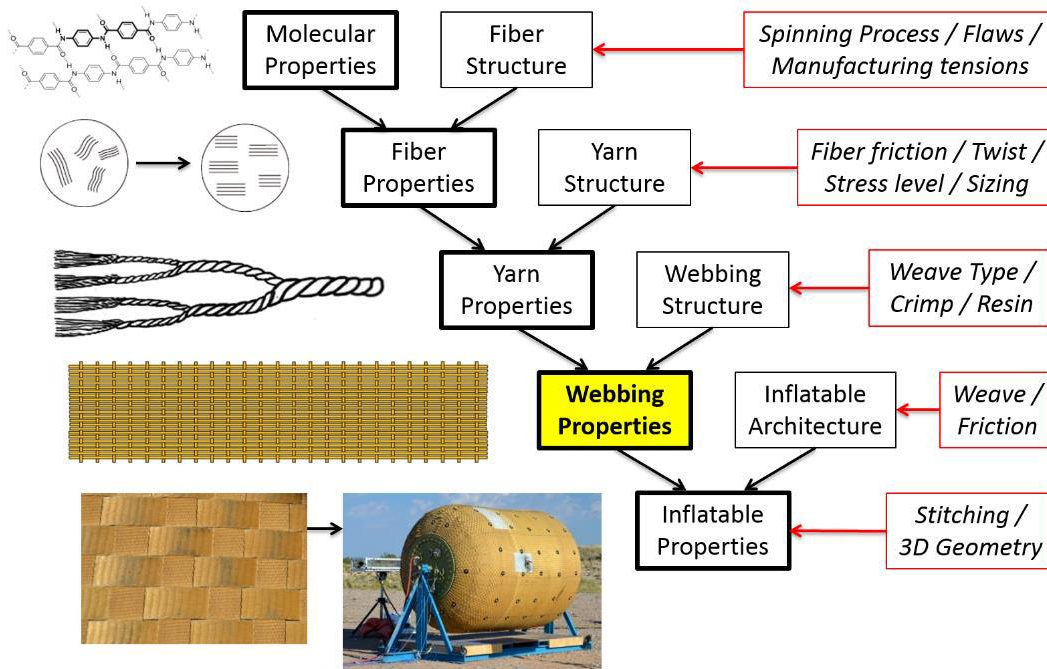 Molecular
Properties
Fiber
Structure
Spinning Process / Flaws /
Manufacturing tensions
Fiber
Properties
Yarn
Structure
Fiber friction / Twist /
Stress level / Sizing
Yarn
Properties
Webbing
Structure
Weave Type /
Crimp / Resin
Webbing
Properties
Inflatable
Architecture
Weave /
Friction
Inflatable
Properties
Stitching /
3D Geometry